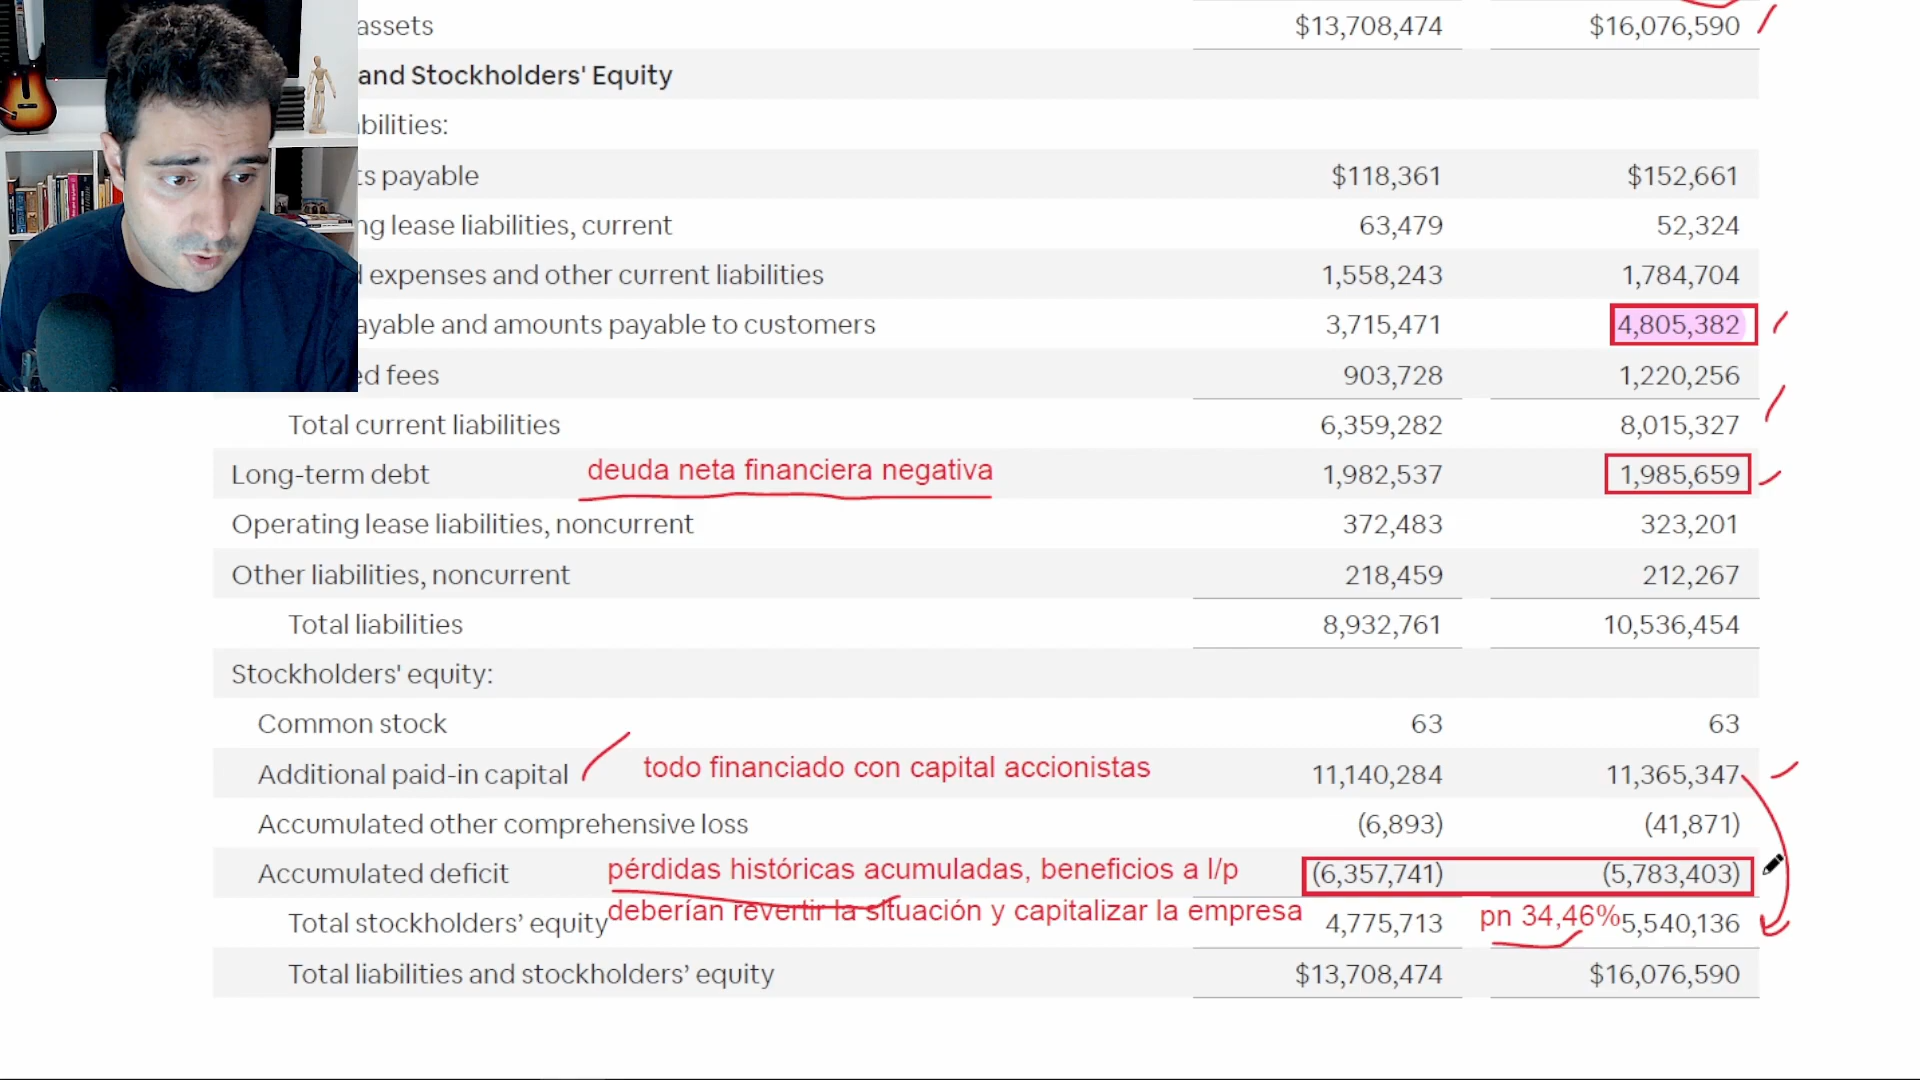 assets $13,708,474 $16,076,590
and Stockholders' Equity
bilities:
ts payable $118,361 $152,661
ng lease liabilities, current 63,479 52,324
expenses and other current liabilities 1,558,243 1,784,704
ayable and amounts payable to customers 3,715,471 4,805,382
ed fees 903,728 1,220,256
Total current liabilities 6,359,282 8,015,327
Long-term debt deuda neta financiera negativa 1,982,537 1,985,659
Operating lease liabilities, noncurrent 372,483 323,201
Other liabilities, noncurrent 218,459 212,267
Total liabilities 8,932,761 10,536,454
Stockholders' equity:
Common stock 63 63
Additional paid-in capital todo financiado con capital accionistas 11,140,284 11,365,347
Accumulated other comprehensive loss (6,893) (41,871)
Accumulated deficit pérdidas históricas acumuladas, beneficios a l/p (6,357,741) (5,783,403)
Total stockholders’ equity deberían revertir la situación y capitalizar la empresa 4,775,713 pn 34,46% 5,540,136
Total liabilities and stockholders’ equity $13,708,474 $16,076,590